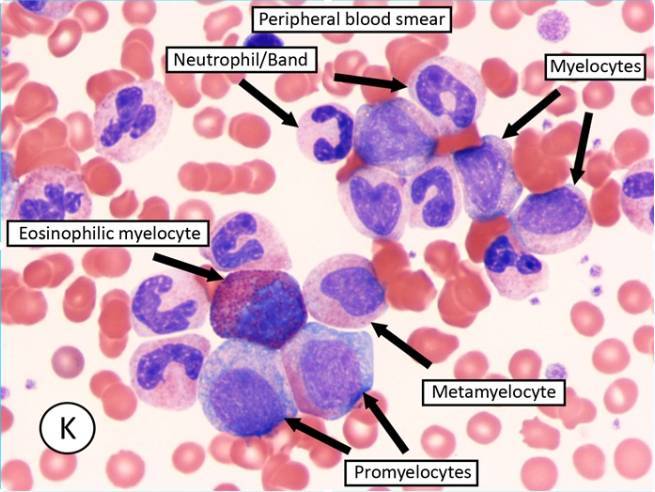 Peripheral blood smear
Neutrophil/Band
Myelocytes
Eosinophilic myelocyte
Metamyelocyte
K
Promyelocytes